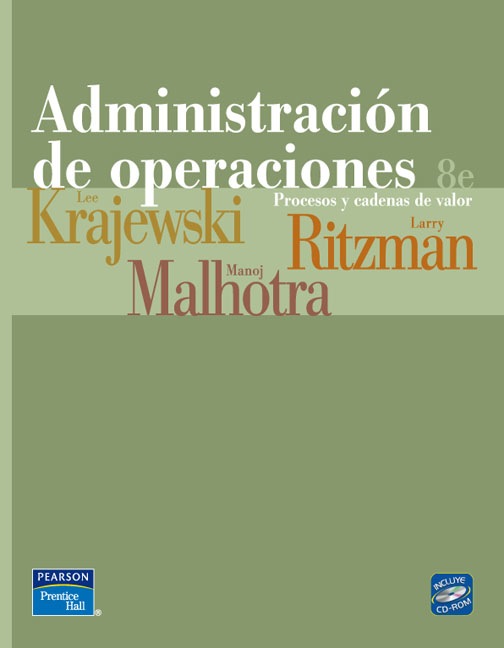 Administración
de operaciones 8e
Procesos y cadenas de valor
Lee
Krajewski
Larry
Ritzman
Manoj
Malhotra
PEARSON
Prentice
Hall
®
INCLUYE
CD-ROM